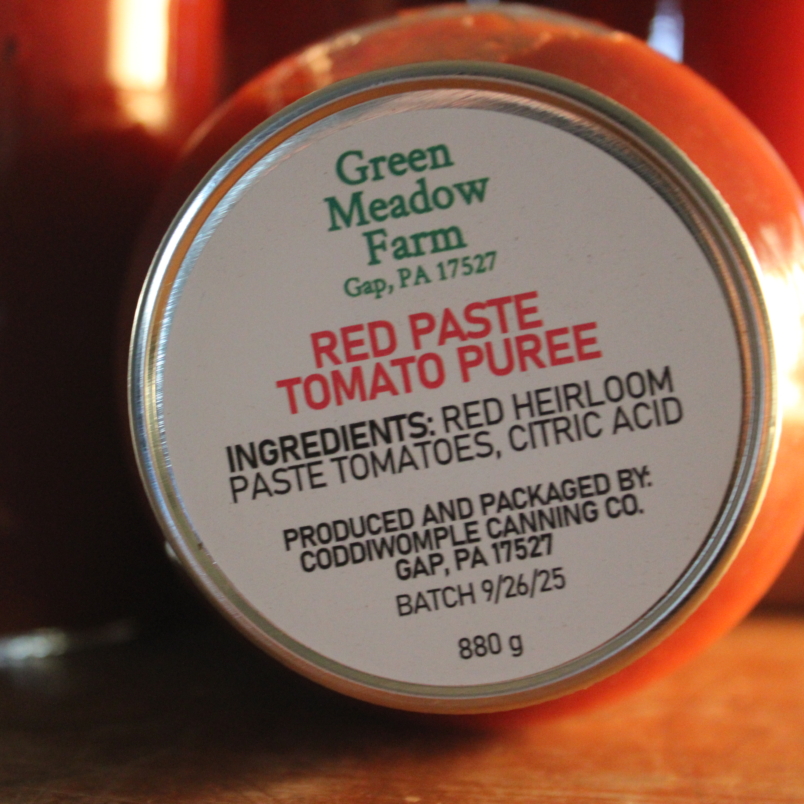 Green
Meadow
Farm
Gap, PA 17527
RED PASTE
TOMATO PUREE
INGREDIENTS: RED HEIRLOOM
PASTE TOMATOES, CITRIC ACID
PRODUCED AND PACKAGED BY:
CODDIWOMPLE CANNING CO.
GAP, PA 17527
BATCH 9/26/25
880 g